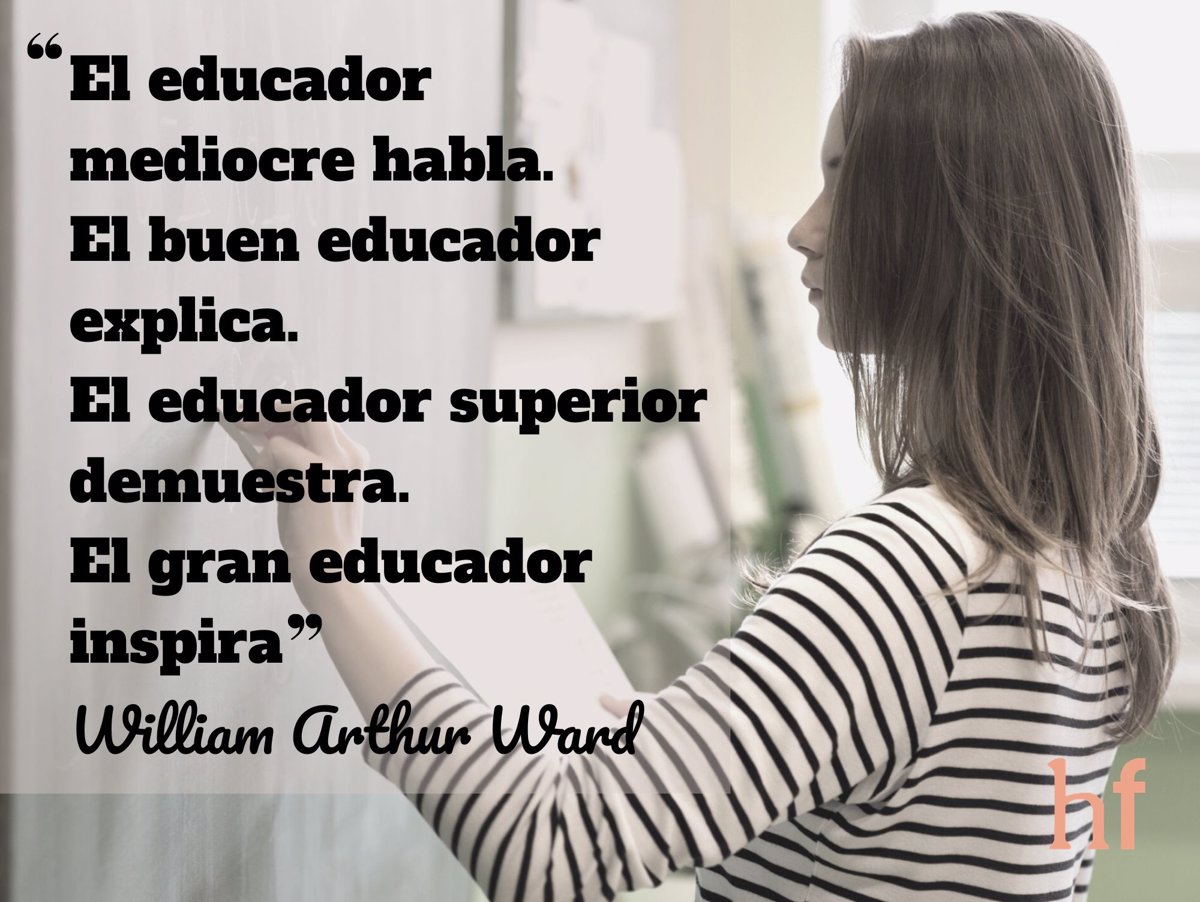 “El educador
mediocre habla.
El buen educador
explica.
El educador superior
demuestra.
El gran educador
inspira”
William Arthur Ward
hf